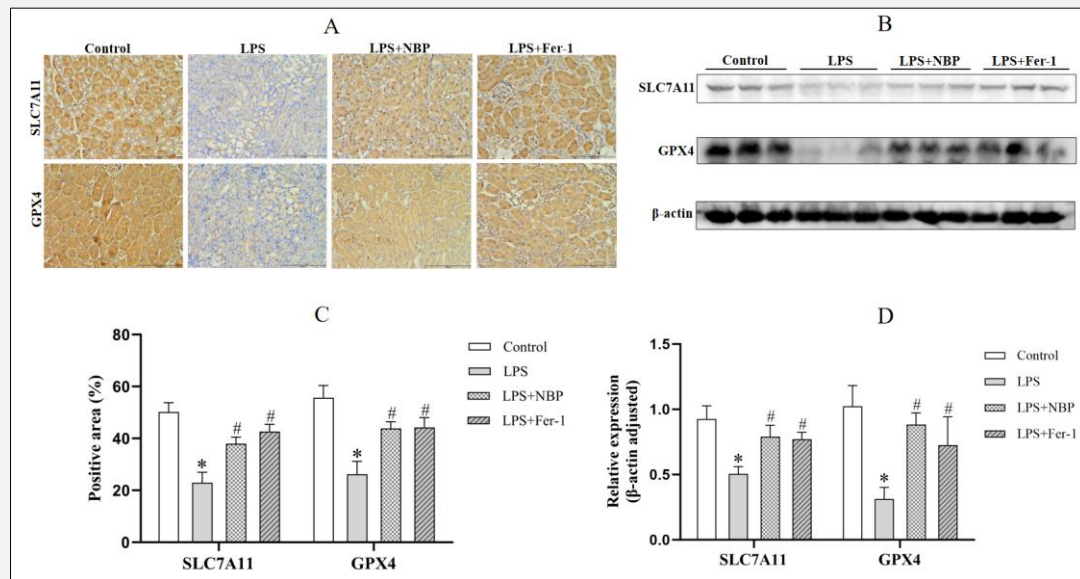 A
Control LPS LPS+NBP LPS+Fer-1
SLC7A11
GPX4
B
Control LPS LPS+NBP LPS+Fer-1
SLC7A11
GPX4
β-actin
C
Positive area (%)
80
60
40
20
0
* # #
* # #
SLC7A11 GPX4
Control
LPS
LPS+NBP
LPS+Fer-1
D
Relative expression
(β-actin adjusted)
1.5
1.0
0.5
0.0
* # #
* # #
SLC7A11 GPX4
Control
LPS
LPS+NBP
LPS+Fer-1